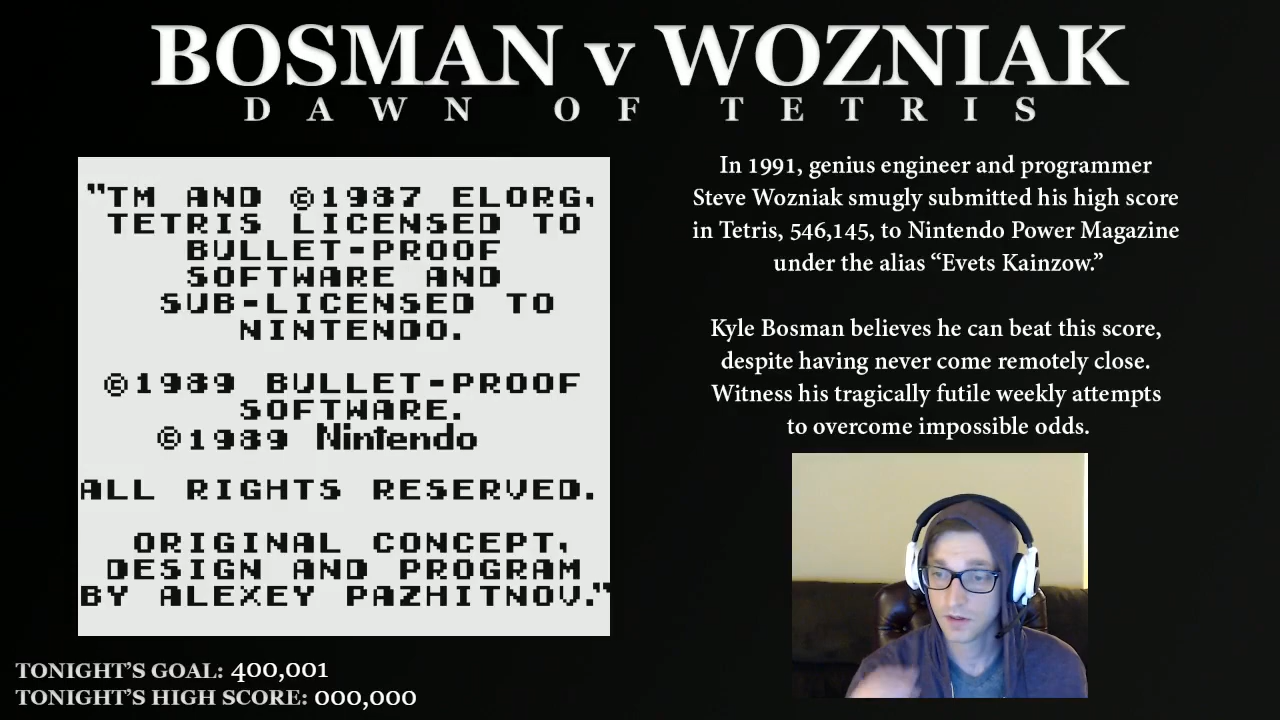 BOSMAN v WOZNIAK
DAWN OF TETRIS
"TM AND ©1987 ELORG,
TETRIS LICENSED TO
BULLET-PROOF
SOFTWARE AND
SUB-LICENSED TO
NINTENDO.
©1989 BULLET-PROOF
SOFTWARE.
©1989 Nintendo
ALL RIGHTS RESERVED.
ORIGINAL CONCEPT,
DESIGN AND PROGRAM
BY ALEXEY PAZHITNOV."
In 1991, genius engineer and programmer
Steve Wozniak smugly submitted his high score
in Tetris, 546,145, to Nintendo Power Magazine
under the alias “Evets Kainzow.”
Kyle Bosman believes he can beat this score,
despite having never come remotely close.
Witness his tragically futile weekly attempts
to overcome impossible odds.
TONIGHT’S GOAL: 400,001
TONIGHT’S HIGH SCORE: 000,000